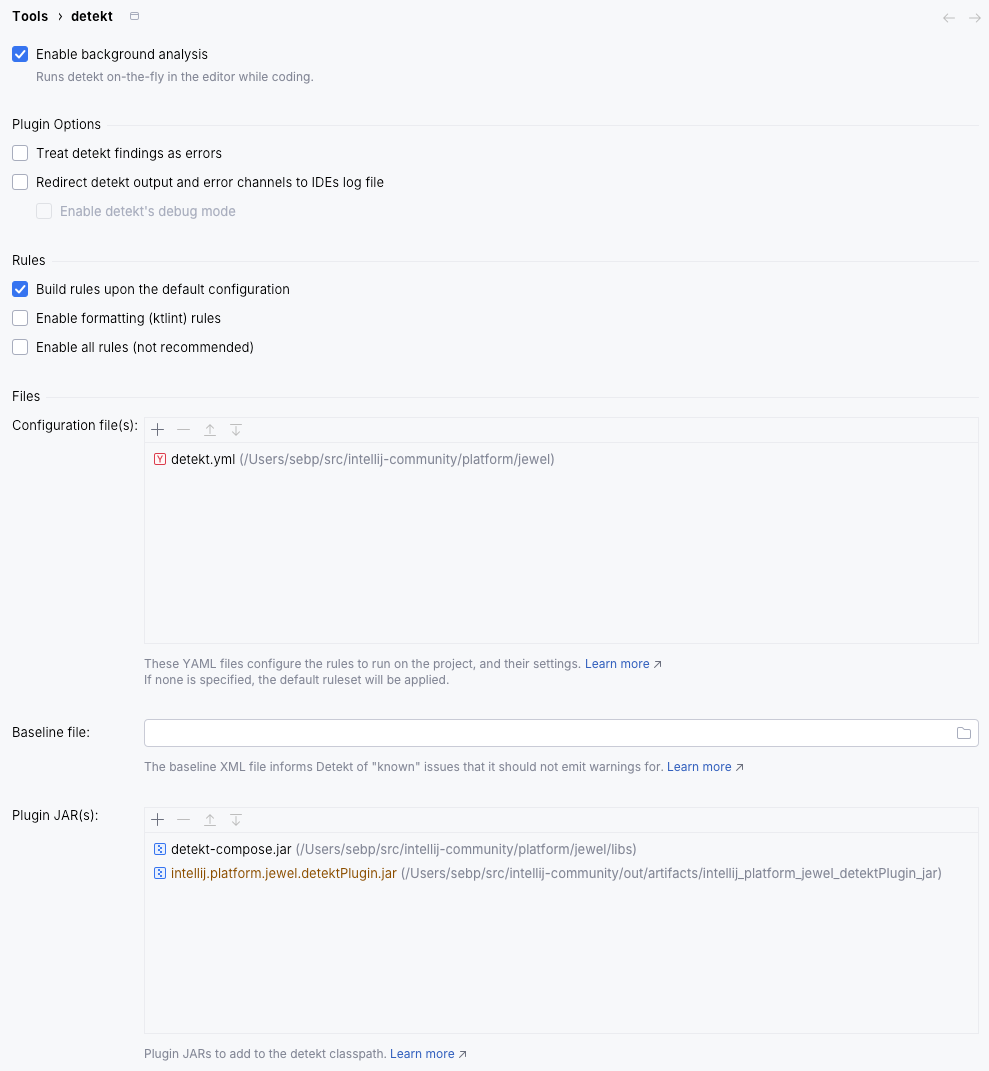 Tools › detekt
Enable background analysis
Runs detekt on-the-fly in the editor while coding.
Plugin Options
Treat detekt findings as errors
Redirect detekt output and error channels to IDEs log file
Enable detekt's debug mode
Rules
Build rules upon the default configuration
Enable formatting (ktlint) rules
Enable all rules (not recommended)
Files
Configuration file(s):
Y detekt.yml (/Users/sebp/src/intellij-community/platform/jewel)
These YAML files configure the rules to run on the project, and their settings. Learn more ↗
If none is specified, the default ruleset will be applied.
Baseline file:
The baseline XML file informs Detekt of "known" issues that it should not emit warnings for. Learn more ↗
Plugin JAR(s):
detekt-compose.jar (/Users/sebp/src/intellij-community/platform/jewel/libs)
intellij.platform.jewel.detektPlugin.jar (/Users/sebp/src/intellij-community/out/artifacts/intellij_platform_jewel_detektPlugin_jar)
Plugin JARs to add to the detekt classpath. Learn more ↗